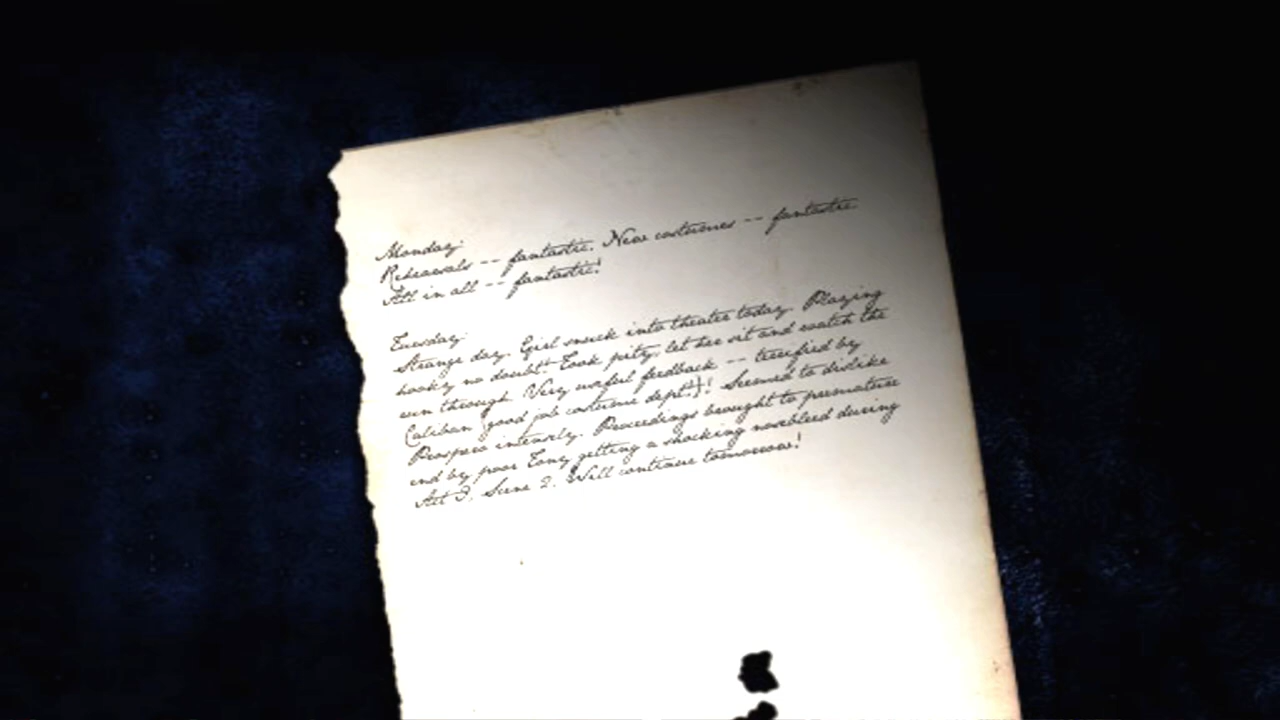 Monday:
Rehearsals -- fantastic. New costumes -- fantastic
All in all -- fantastic!
Tuesday:
Strange day. Girl snuck into theater today. Playing
hooky no doubt! Took pity, let her sit and watch the
run through. Very useful feedback -- terrified by
Caliban (good job costume dept.)! Seemed to dislike
Prospero intensely. Proceedings brought to premature
end by poor Tony getting a shocking nosebleed during
Act 3, Scene 2. Will continue tomorrow!